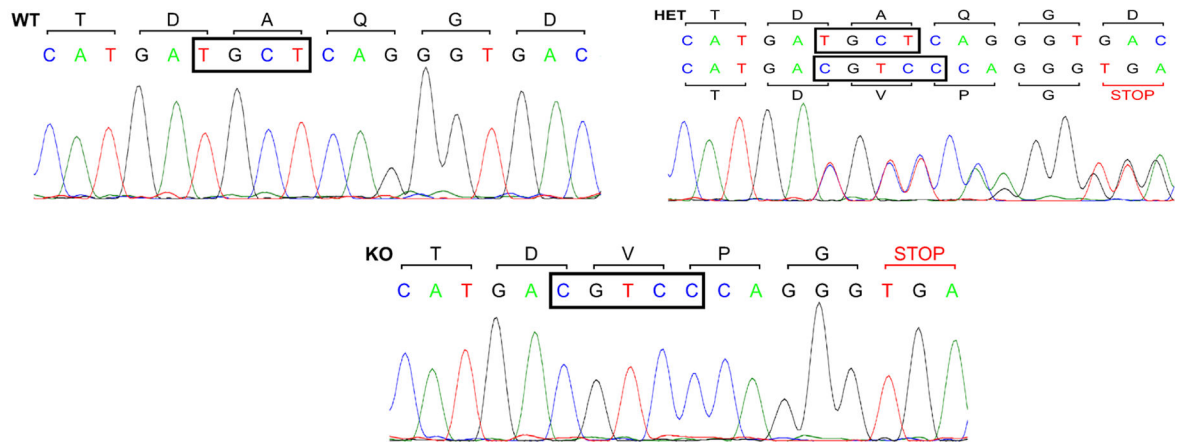 WT T D A Q G D
C A T G A T G C T C A G G G T G A C
HET T D A Q G D
C A T G A T G C T C A G G G T G A C
C A T G A C G T C C C A G G G T G A
T D V P G STOP
KO T D V P G STOP
C A T G A C G T C C C A G G G T G A